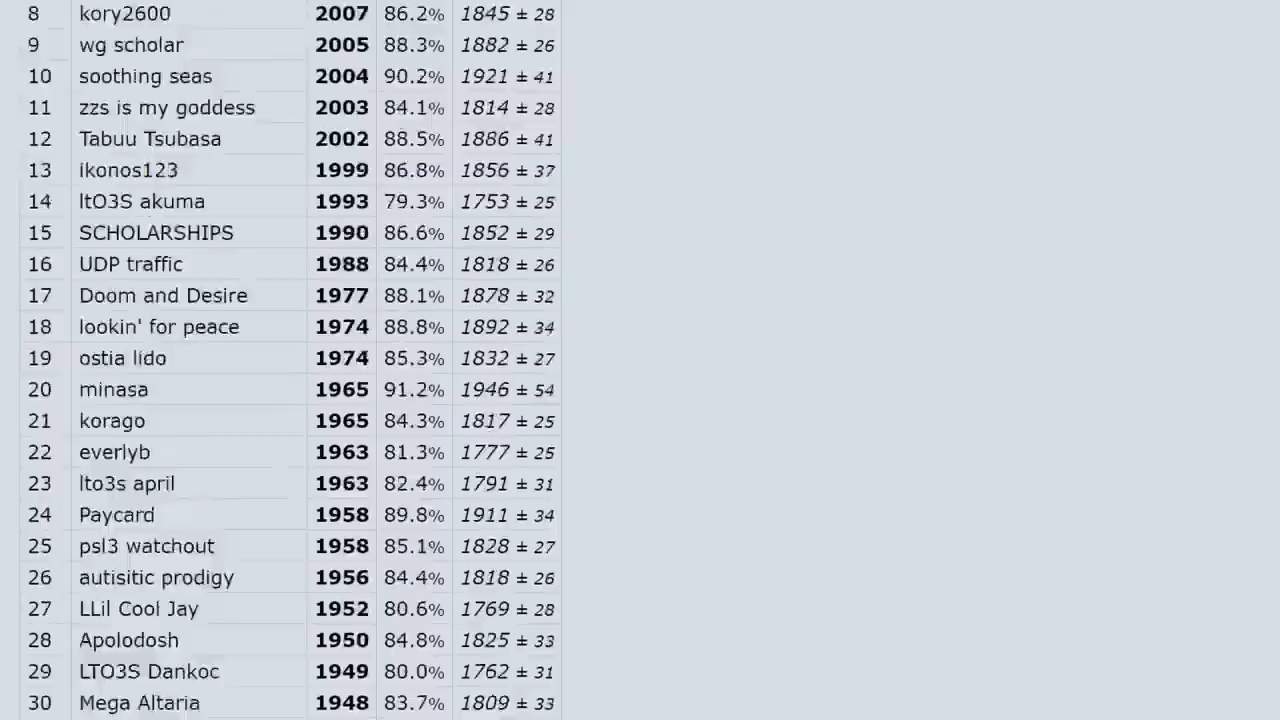 8 kory2600 2007 86.2% 1845 ± 28
9 wg scholar 2005 88.3% 1882 ± 26
10 soothing seas 2004 90.2% 1921 ± 41
11 zzs is my goddess 2003 84.1% 1814 ± 28
12 Tabuu Tsubasa 2002 88.5% 1886 ± 41
13 ikonos123 1999 86.8% 1856 ± 37
14 ltO3S akuma 1993 79.3% 1753 ± 25
15 SCHOLARSHIPS 1990 86.6% 1852 ± 29
16 UDP traffic 1988 84.4% 1818 ± 26
17 Doom and Desire 1977 88.1% 1878 ± 32
18 lookin' for peace 1974 88.8% 1892 ± 34
19 ostia lido 1974 85.3% 1832 ± 27
20 minasa 1965 91.2% 1946 ± 54
21 korago 1965 84.3% 1817 ± 25
22 everlyb 1963 81.3% 1777 ± 25
23 lto3s april 1963 82.4% 1791 ± 31
24 Paycard 1958 89.8% 1911 ± 34
25 psl3 watchout 1958 85.1% 1828 ± 27
26 autisitic prodigy 1956 84.4% 1818 ± 26
27 LLil Cool Jay 1952 80.6% 1769 ± 28
28 Apolodosh 1950 84.8% 1825 ± 33
29 LTO3S Dankoc 1949 80.0% 1762 ± 31
30 Mega Altaria 1948 83.7% 1809 ± 33